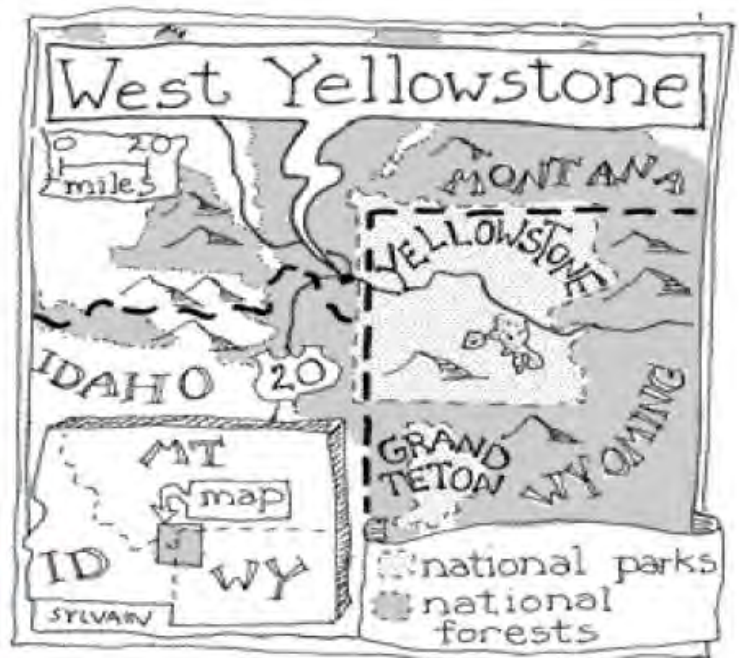 West Yellowstone
0 20
miles
MONTANA
YELLOWSTONE
IDAHO
20
GRAND
TETON
WYOMING
MT
map
ID
WY
SYLVAIN
national parks
national
forests